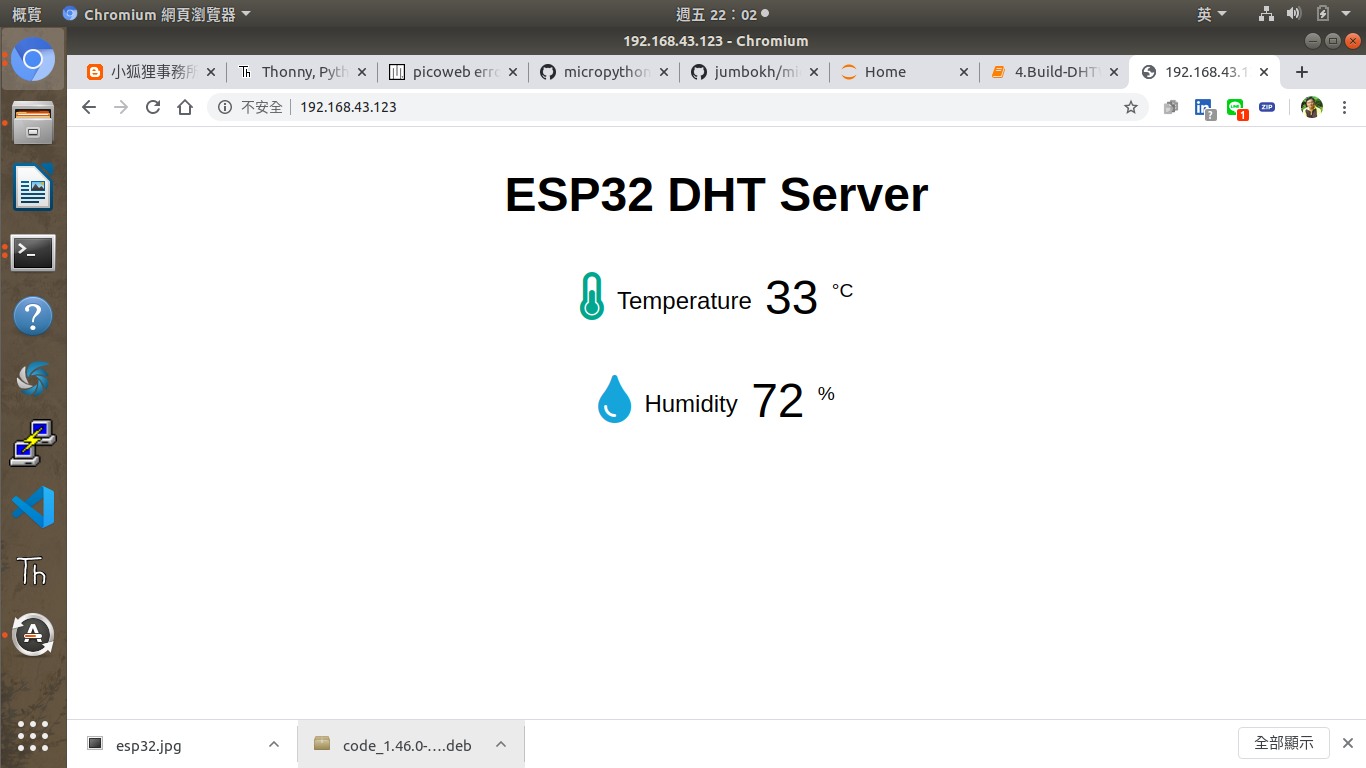 概覽 Chromium 網頁瀏覽器 週五 22：02 英
192.168.43.123 - Chromium
小狐狸事務所 Thonny, Pyth picoweb erro micropython jumbokh/mi Home 4.Build-DHT 192.168.43.1
不安全 192.168.43.123 ? 1 ZIP
ESP32 DHT Server
Temperature 33 °C
Humidity 72 %
Th
esp32.jpg code_1.46.0-….deb 全部顯示